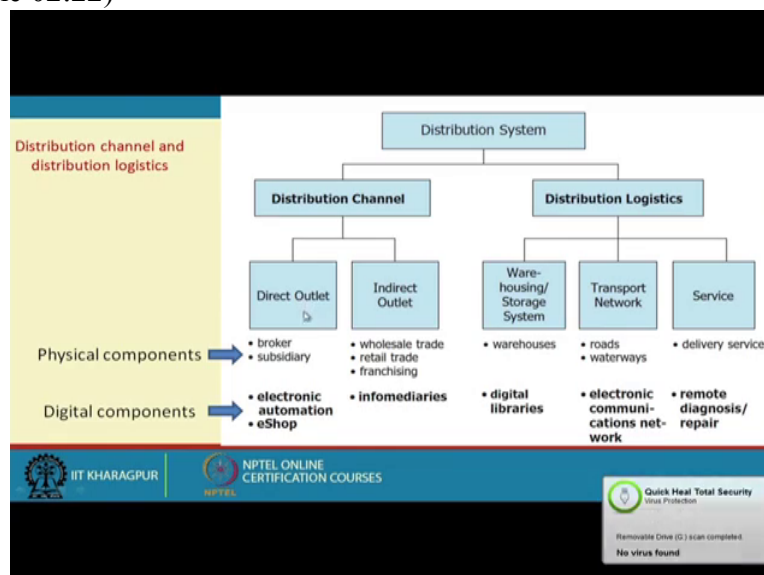 Distribution channel and
distribution logistics
Distribution System
Distribution Channel
Distribution Logistics
Direct Outlet
Indirect
Outlet
Ware-
housing/
Storage
System
Transport
Network
Service
Physical components
• broker
• subsidiary
• wholesale trade
• retail trade
• franchising
• warehouses
• roads
• waterways
• delivery service
Digital components
• electronic
automation
• eShop
• infomediaries
• digital
libraries
• electronic
communi-
cations net-
work
• remote
diagnosis/
repair
IIT KHARAGPUR
NPTEL
NPTEL ONLINE
CERTIFICATION COURSES
Quick Heal Total Security
Virus Protection
Removable Drive (G:) scan completed.
No virus found